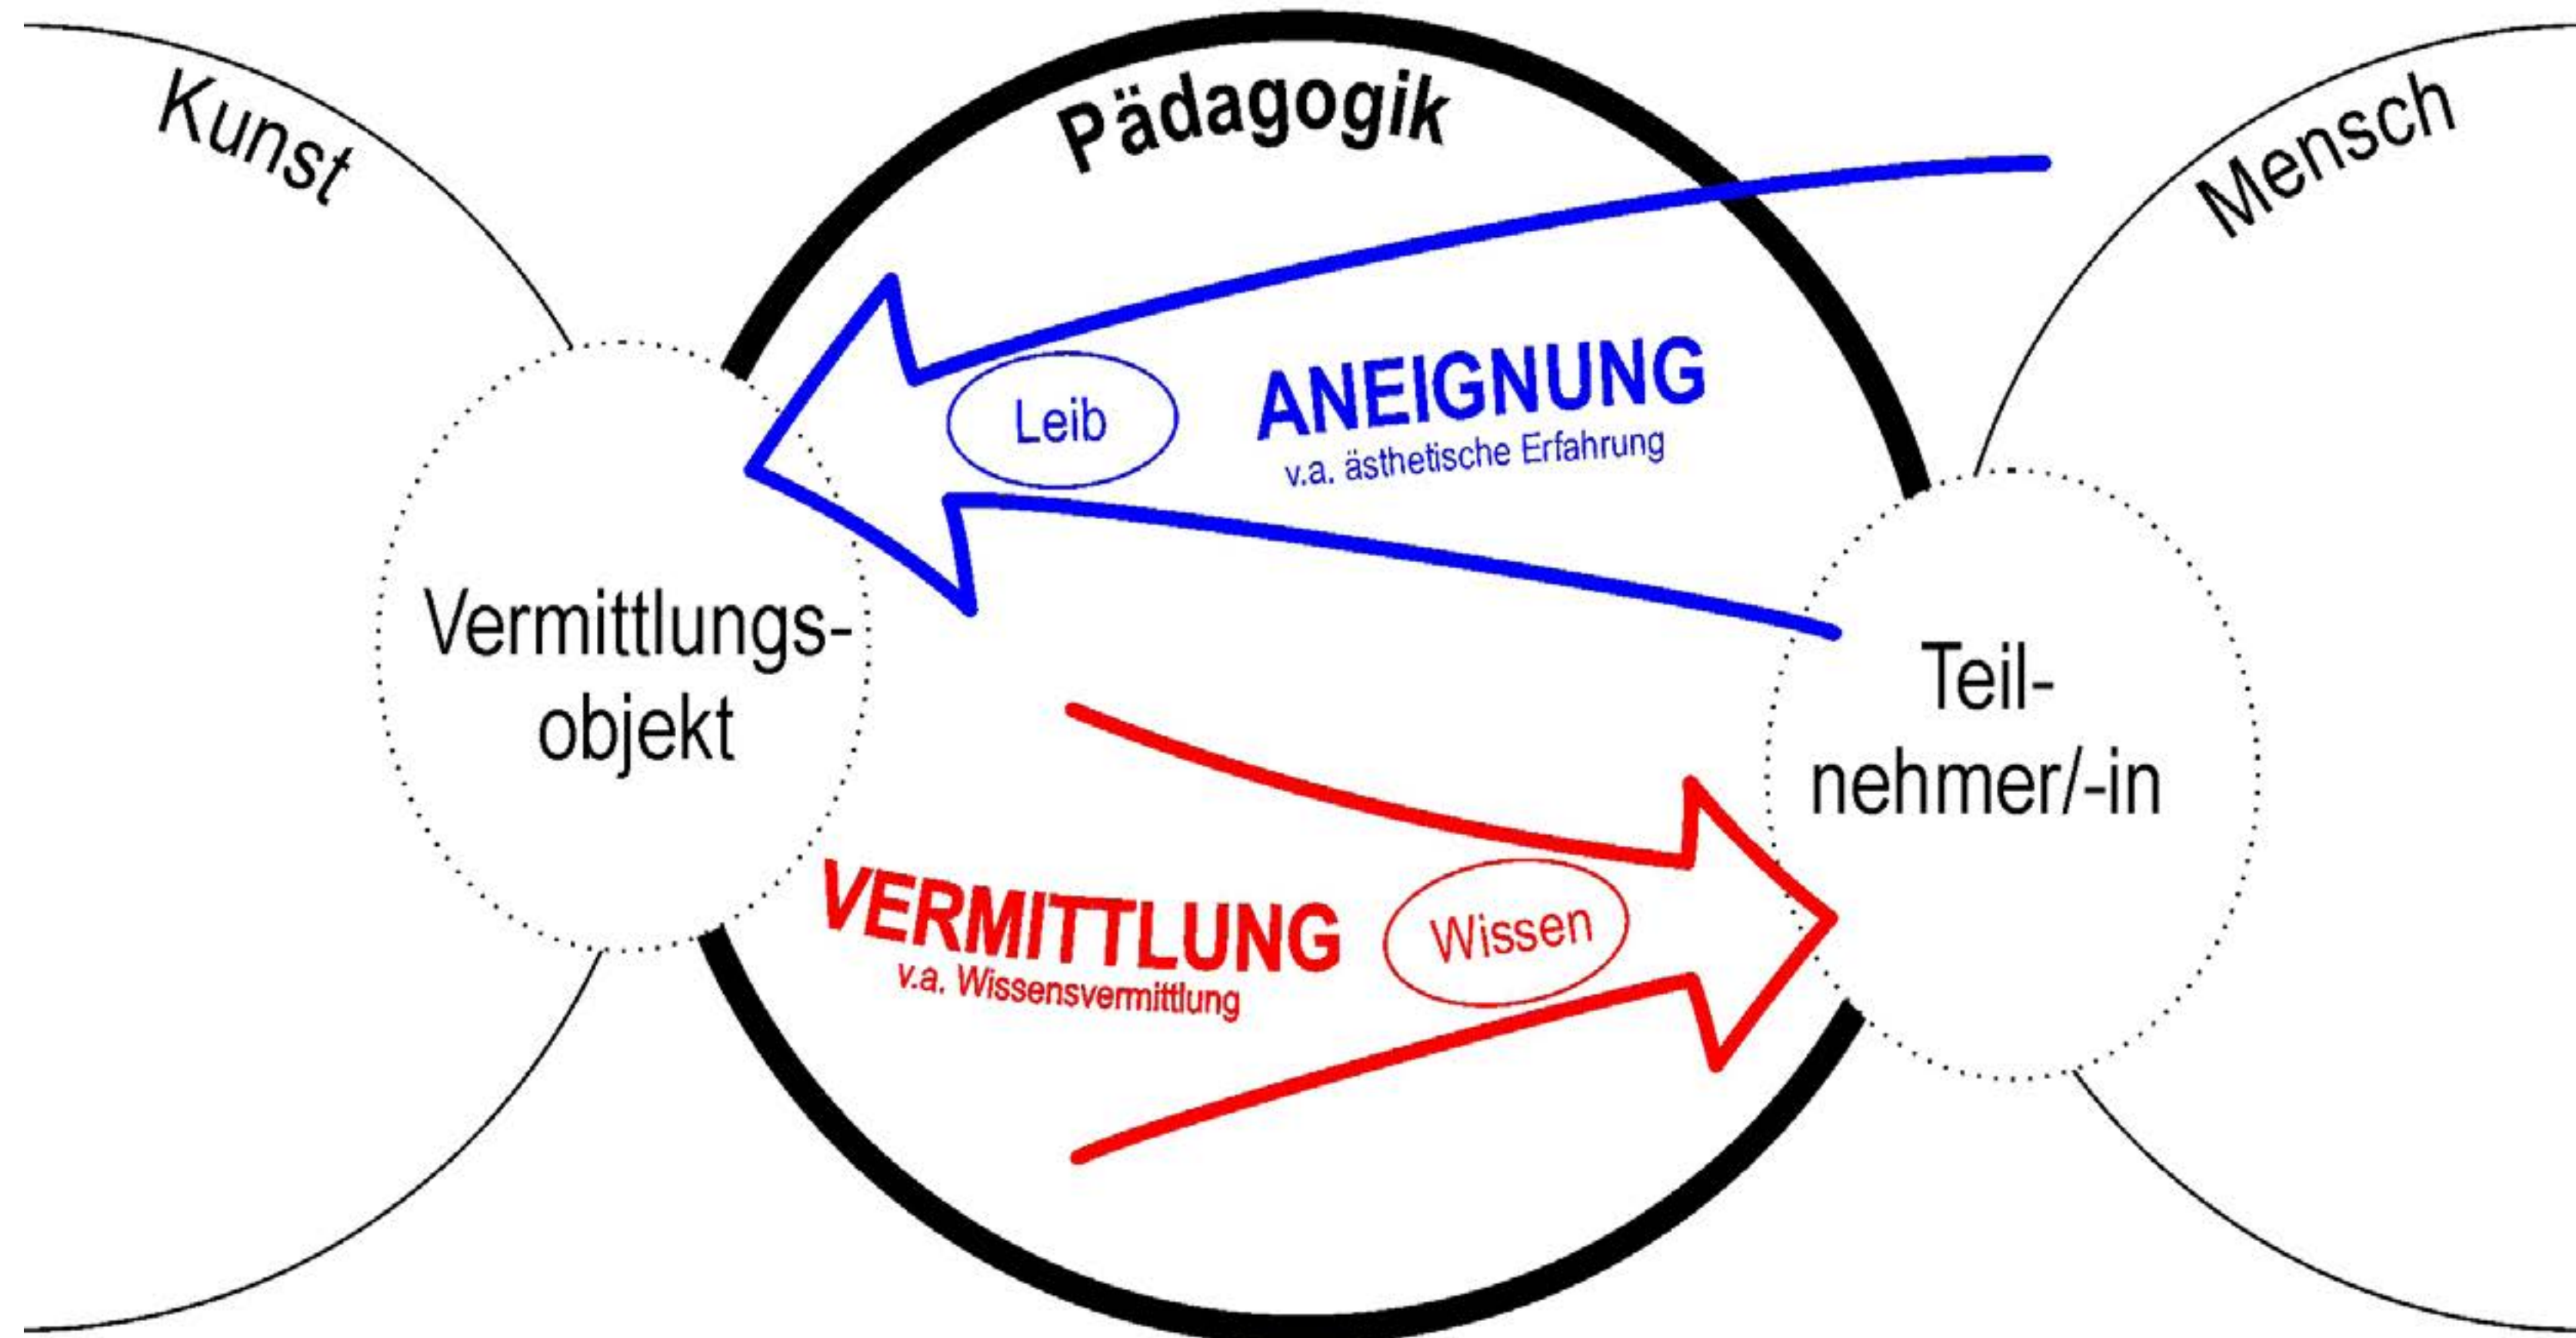 Kunst
Pädagogik
Mensch
Leib
ANEIGNUNG
v.a. ästhetische Erfahrung
Vermittlungs-
objekt
Teil-
nehmer/-in
VERMITTLUNG
v.a. Wissensvermittlung
Wissen